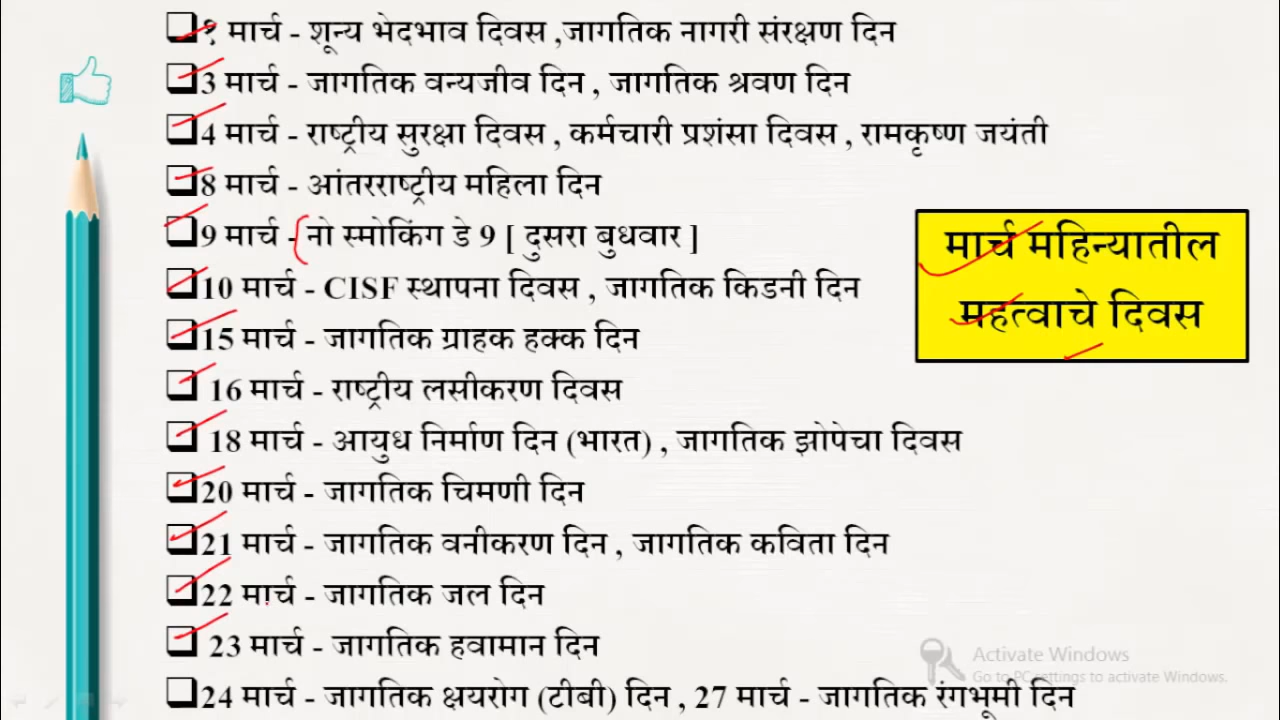 १ मार्च - शून्य भेदभाव दिवस ,जागतिक नागरी संरक्षण दिन
3 मार्च - जागतिक वन्यजीव दिन , जागतिक श्रवण दिन
4 मार्च - राष्ट्रीय सुरक्षा दिवस , कर्मचारी प्रशंसा दिवस , रामकृष्ण जयंती
8 मार्च - आंतरराष्ट्रीय महिला दिन
9 मार्च - नो स्मोकिंग डे 9 [ दुसरा बुधवार ]
10 मार्च - CISF स्थापना दिवस , जागतिक किडनी दिन
15 मार्च - जागतिक ग्राहक हक्क दिन
16 मार्च - राष्ट्रीय लसीकरण दिवस
18 मार्च - आयुध निर्माण दिन (भारत) , जागतिक झोपेचा दिवस
20 मार्च - जागतिक चिमणी दिन
21 मार्च - जागतिक वनीकरण दिन , जागतिक कविता दिन
22 मार्च - जागतिक जल दिन
23 मार्च - जागतिक हवामान दिन
24 मार्च - जागतिक क्षयरोग (टीबी) दिन , 27 मार्च - जागतिक रंगभूमी दिन
मार्च महिन्यातील
महत्वाचे दिवस
Activate Windows
Go to PC settings to activate Windows.